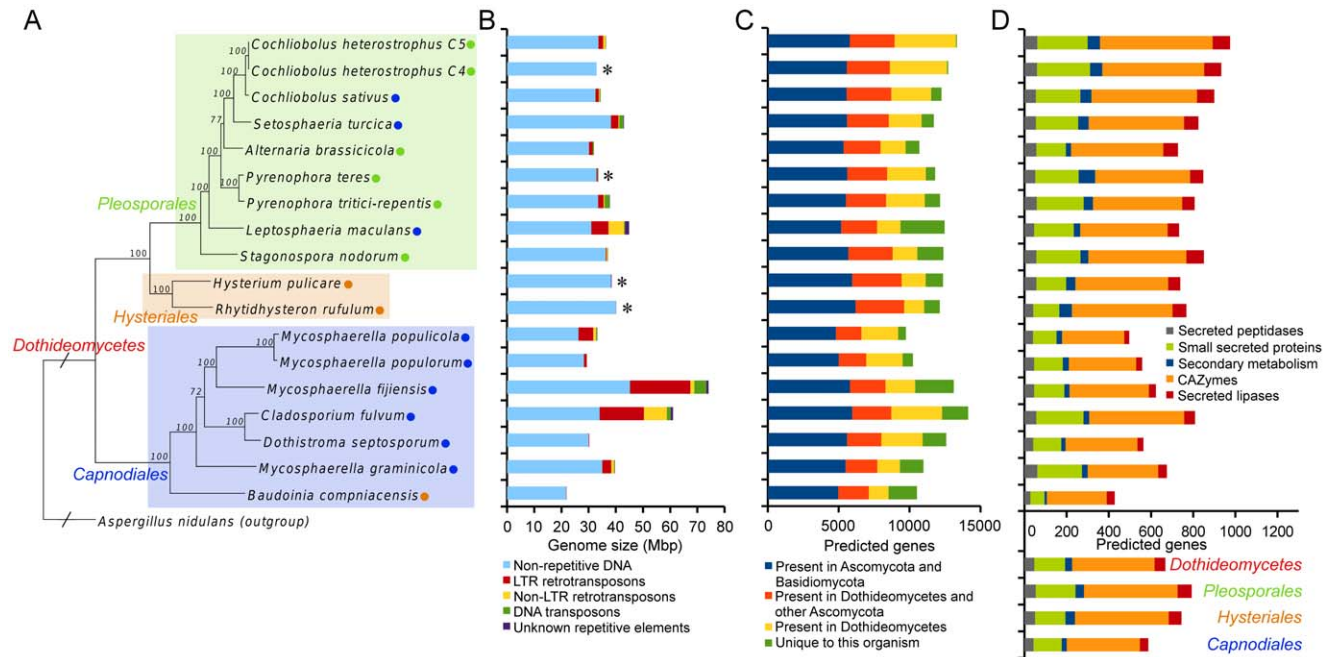 A
B
C
D
Cochliobolus heterostrophus C5
Cochliobolus heterostrophus C4
Cochliobolus sativus
Setosphaeria turcica
Alternaria brassicicola
Pyrenophora teres
Pyrenophora tritici-repentis
Leptosphaeria maculans
Stagonospora nodorum
Hysterium pulicare
Rhytidhysteron rufulum
Mycosphaerella populicola
Mycosphaerella populorum
Mycosphaerella fijiensis
Cladosporium fulvum
Dothistroma septosporum
Mycosphaerella graminicola
Baudoinia compniacensis
Aspergillus nidulans (outgroup)
Pleosporales
Hysteriales
Dothideomycetes
Capnodiales
100
100
100
77
100
100
100
100
100
100
100
100
72
100
100
100
*
*
*
*
0 10 20 30 40 50 60 70 80
Genome size (Mbp)
Non-repetitive DNA
LTR retrotransposons
Non-LTR retrotransposons
DNA transposons
Unknown repetitive elements
0 5000 10000 15000
Predicted genes
Present in Ascomycota and
Basidiomycota
Present in Dothideomycetes and
other Ascomycota
Present in Dothideomycetes
Unique to this organism
Secreted peptidases
Small secreted proteins
Secondary metabolism
CAZymes
Secreted lipases
0 200 400 600 800 1000 1200
Predicted genes
Dothideomycetes
Pleosporales
Hysteriales
Capnodiales